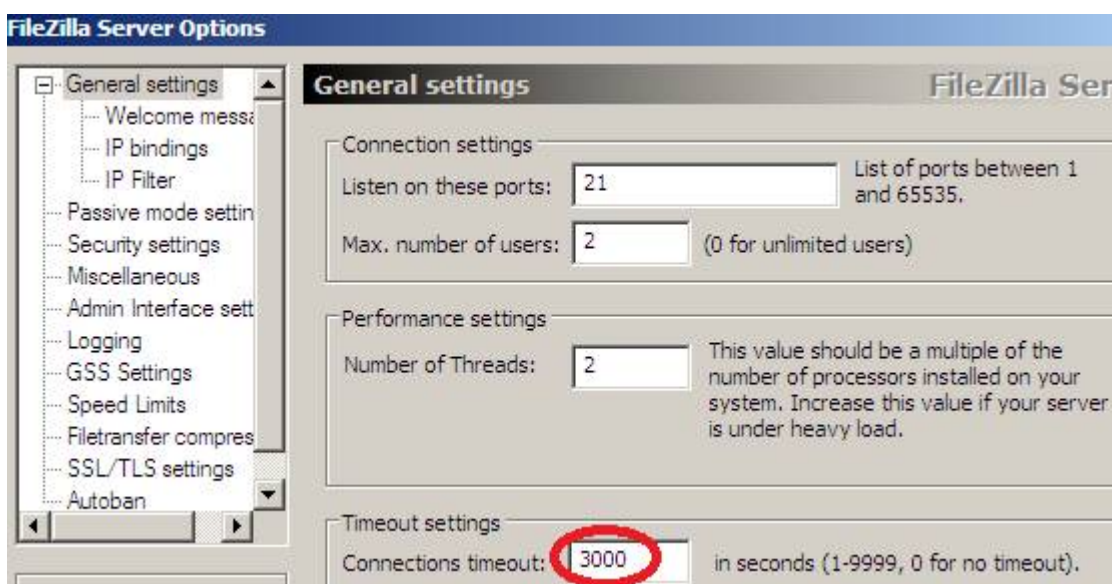 FileZilla Server Options
General settings
Welcome messa
IP bindings
IP Filter
Passive mode settin
Security settings
Miscellaneous
Admin Interface sett
Logging
GSS Settings
Speed Limits
Filetransfer compres
SSL/TLS settings
Autoban
General settings
FileZilla Ser
Connection settings
Listen on these ports:
21
List of ports between 1
and 65535.
Max. number of users:
2
(0 for unlimited users)
Performance settings
Number of Threads:
2
This value should be a multiple of the
number of processors installed on your
system. Increase this value if your server
is under heavy load.
Timeout settings
Connections timeout:
3000
in seconds (1-9999, 0 for no timeout).